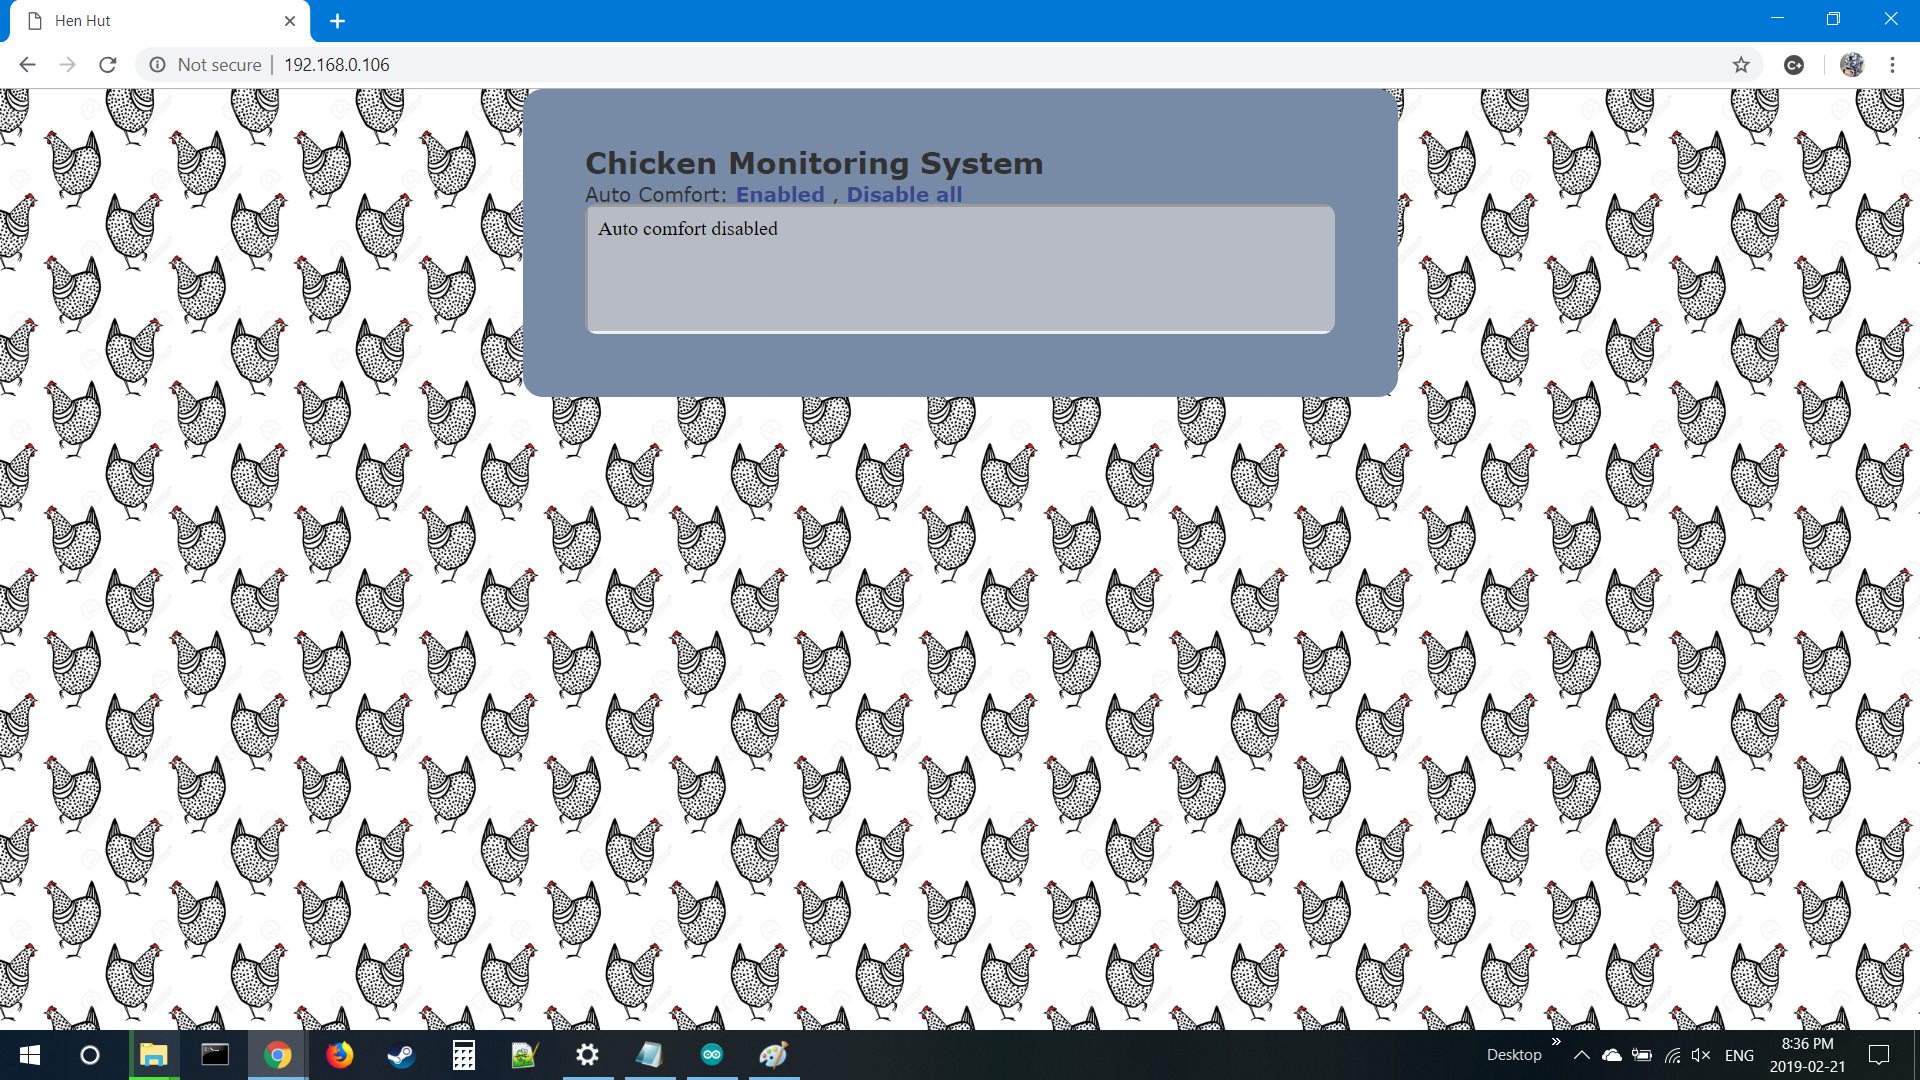 Hen Hut
Not secure | 192.168.0.106
Chicken Monitoring System
Auto Comfort: Enabled , Disable all
Auto comfort disabled
Desktop
ENG
8:36 PM
2019-02-21